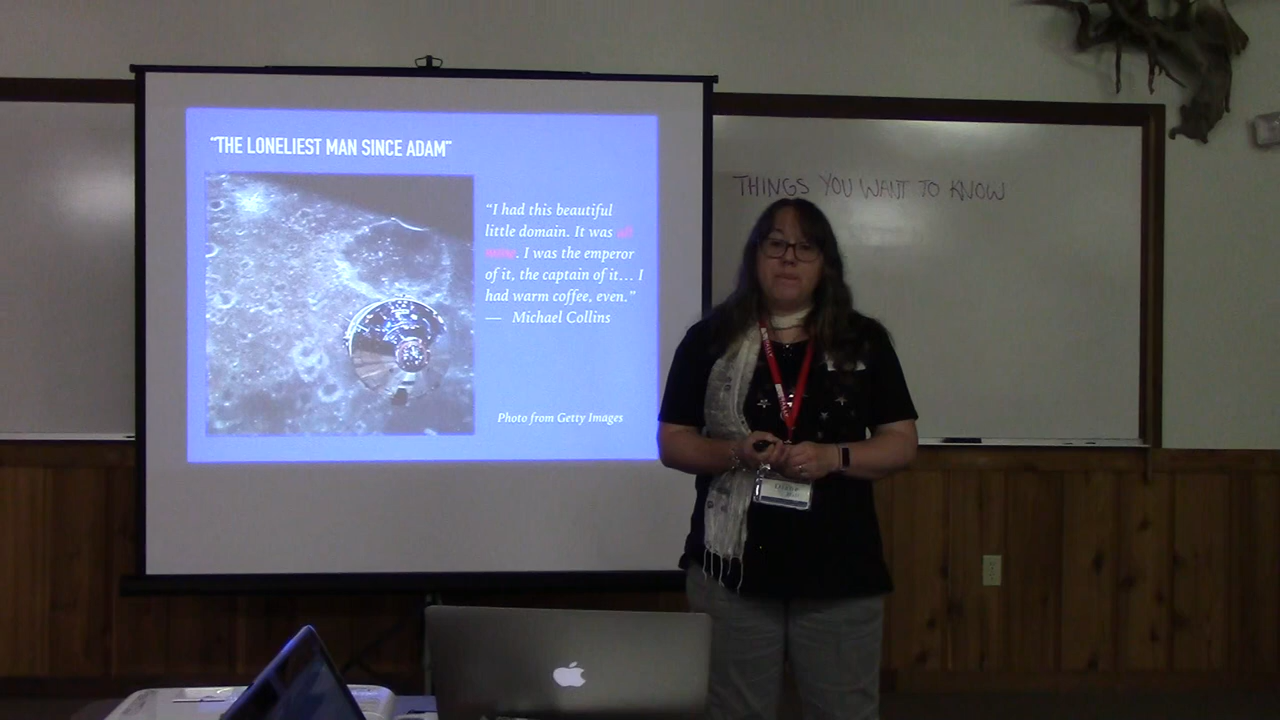 "THE LONELIEST MAN SINCE ADAM"
"I had this beautiful
little domain. It was all
mine. I was the emperor
of it, the captain of it... I
had warm coffee, even."
— Michael Collins
Photo from Getty Images
THINGS YOU WANT TO KNOW